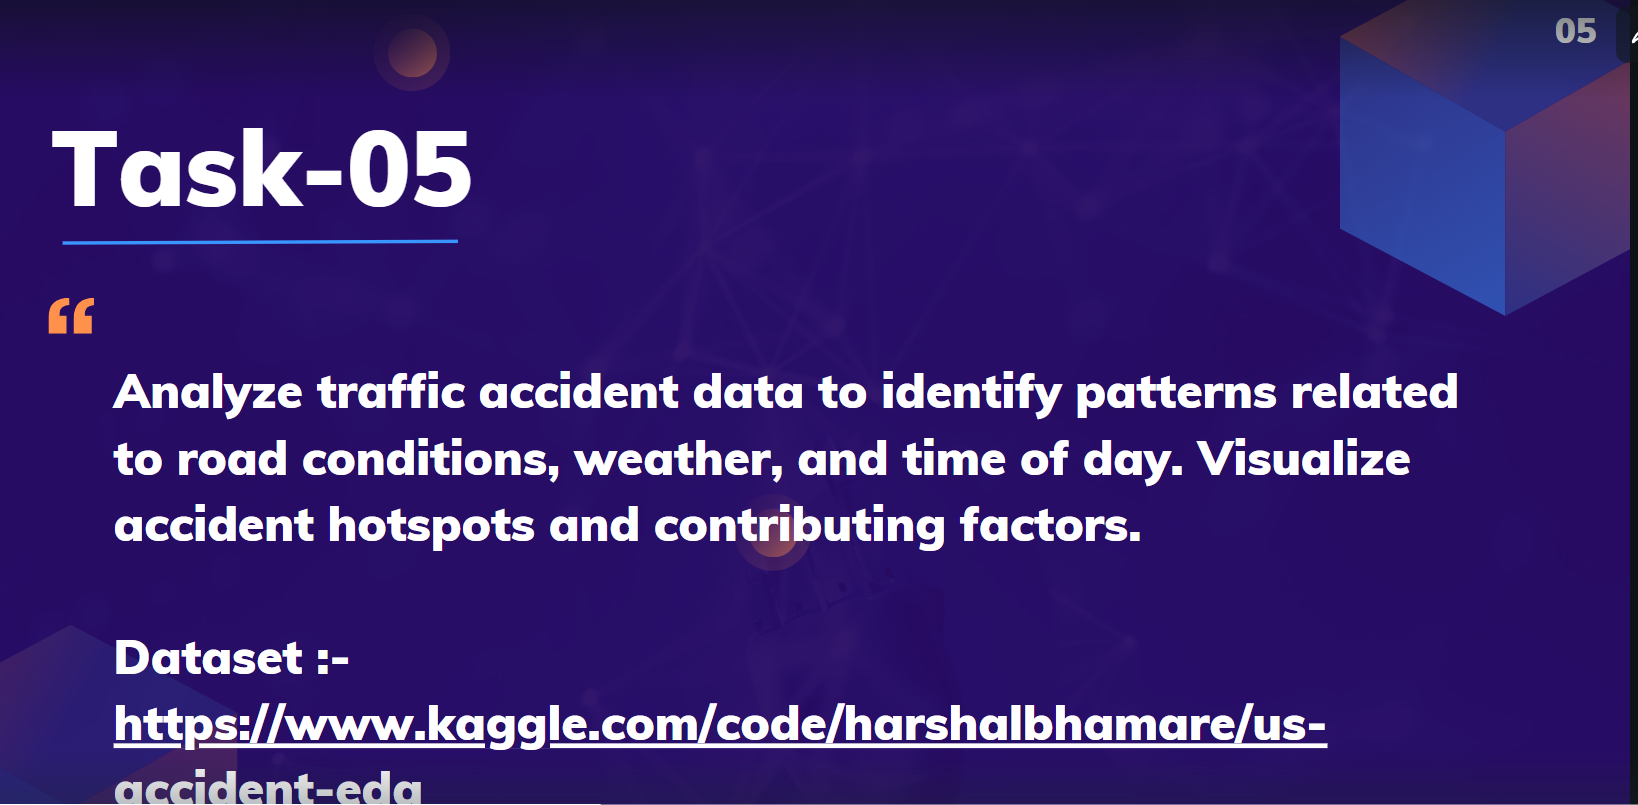 05
Task-05
“
Analyze traffic accident data to identify patterns related
to road conditions, weather, and time of day. Visualize
accident hotspots and contributing factors.
Dataset :-
https://www.kaggle.com/code/harshalbhamare/us-
accident-eda